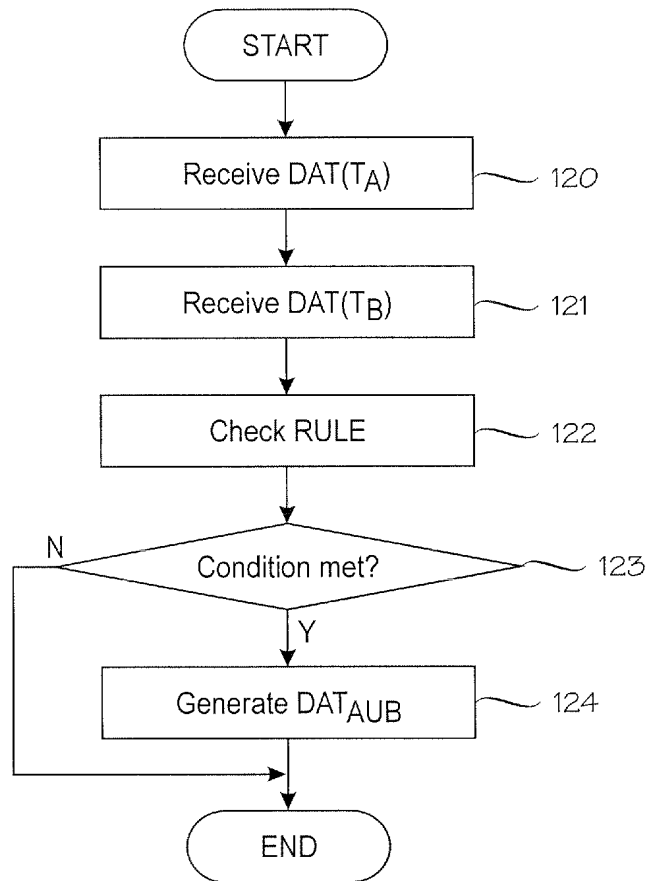 START
Receive DAT(TA)
120
Receive DAT(TB)
121
Check RULE
122
N
Condition met?
123
Y
Generate DATAUB
124
END